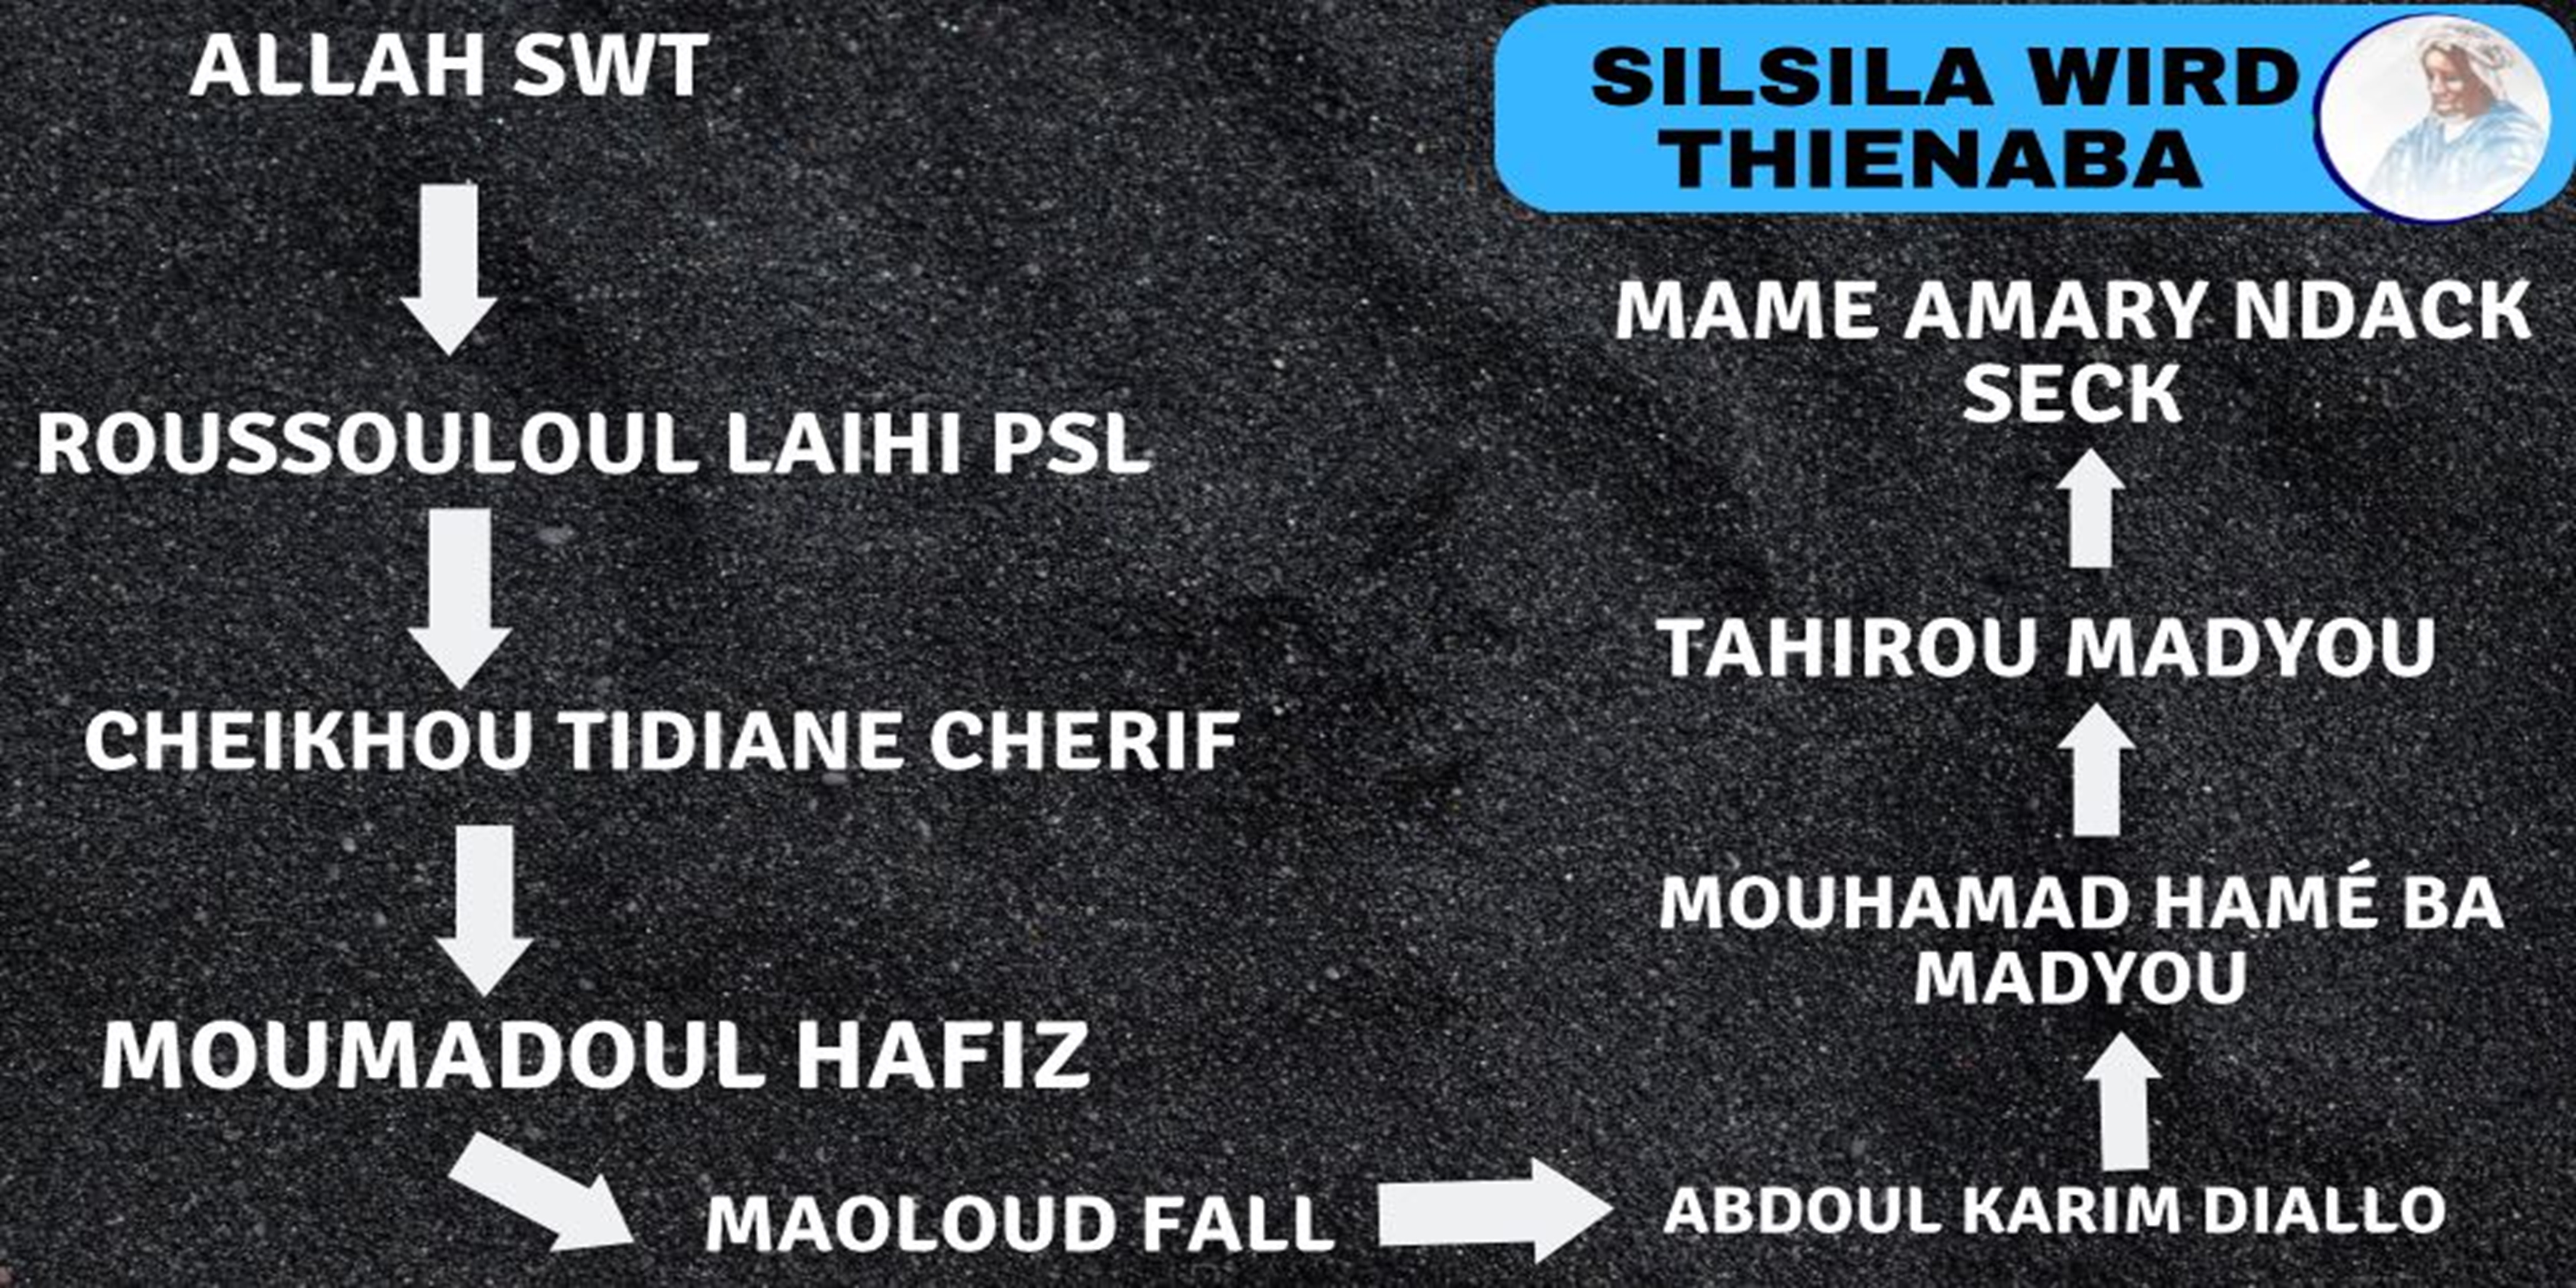 SILSILA WIRD
THIENABA
ALLAH SWT
ROUSSOULOUL LAIHI PSL
CHEIKHOU TIDIANE CHERIF
MOUMADOUL HAFIZ
MAOLOUD FALL
ABDOUL KARIM DIALLO
MOUHAMAD HAMÉ BA
MADYOU
TAHIROU MADYOU
MAME AMARY NDACK
SECK